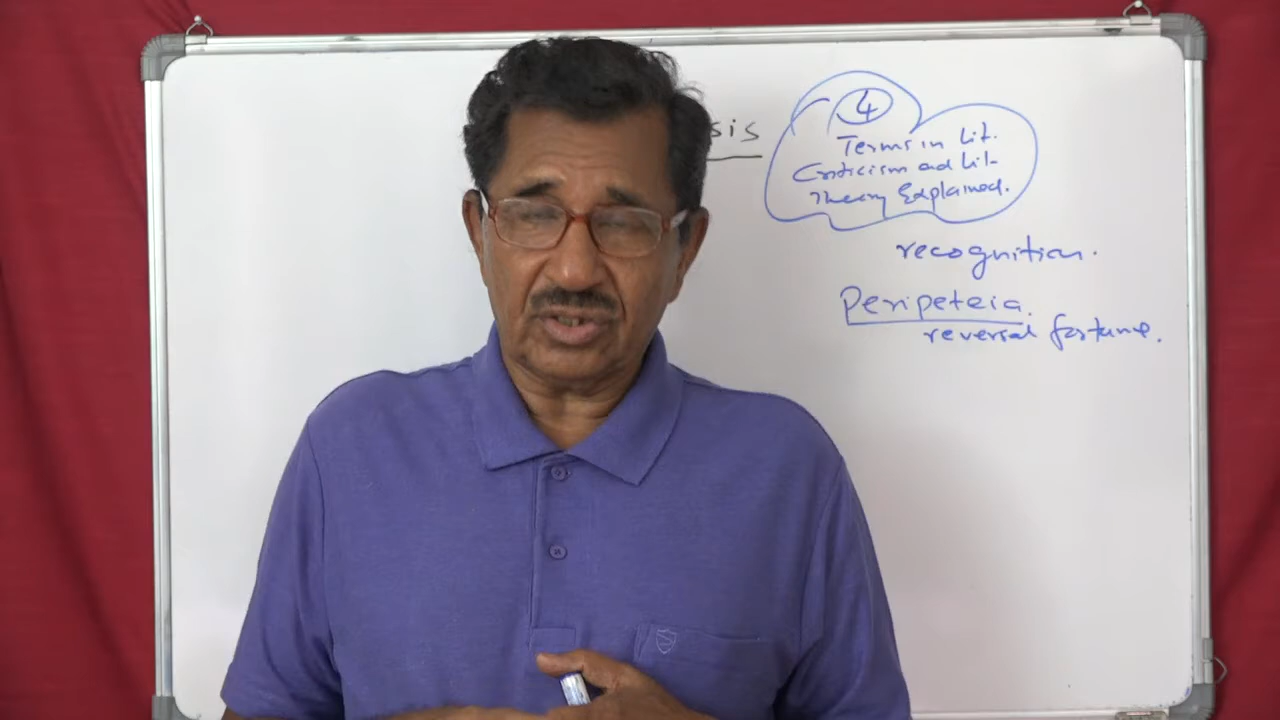 sis
4
Terms in Lit.
Criticism and Lit.
Theory Explained.
recognition.
Peripeteia.
reversal fortune.